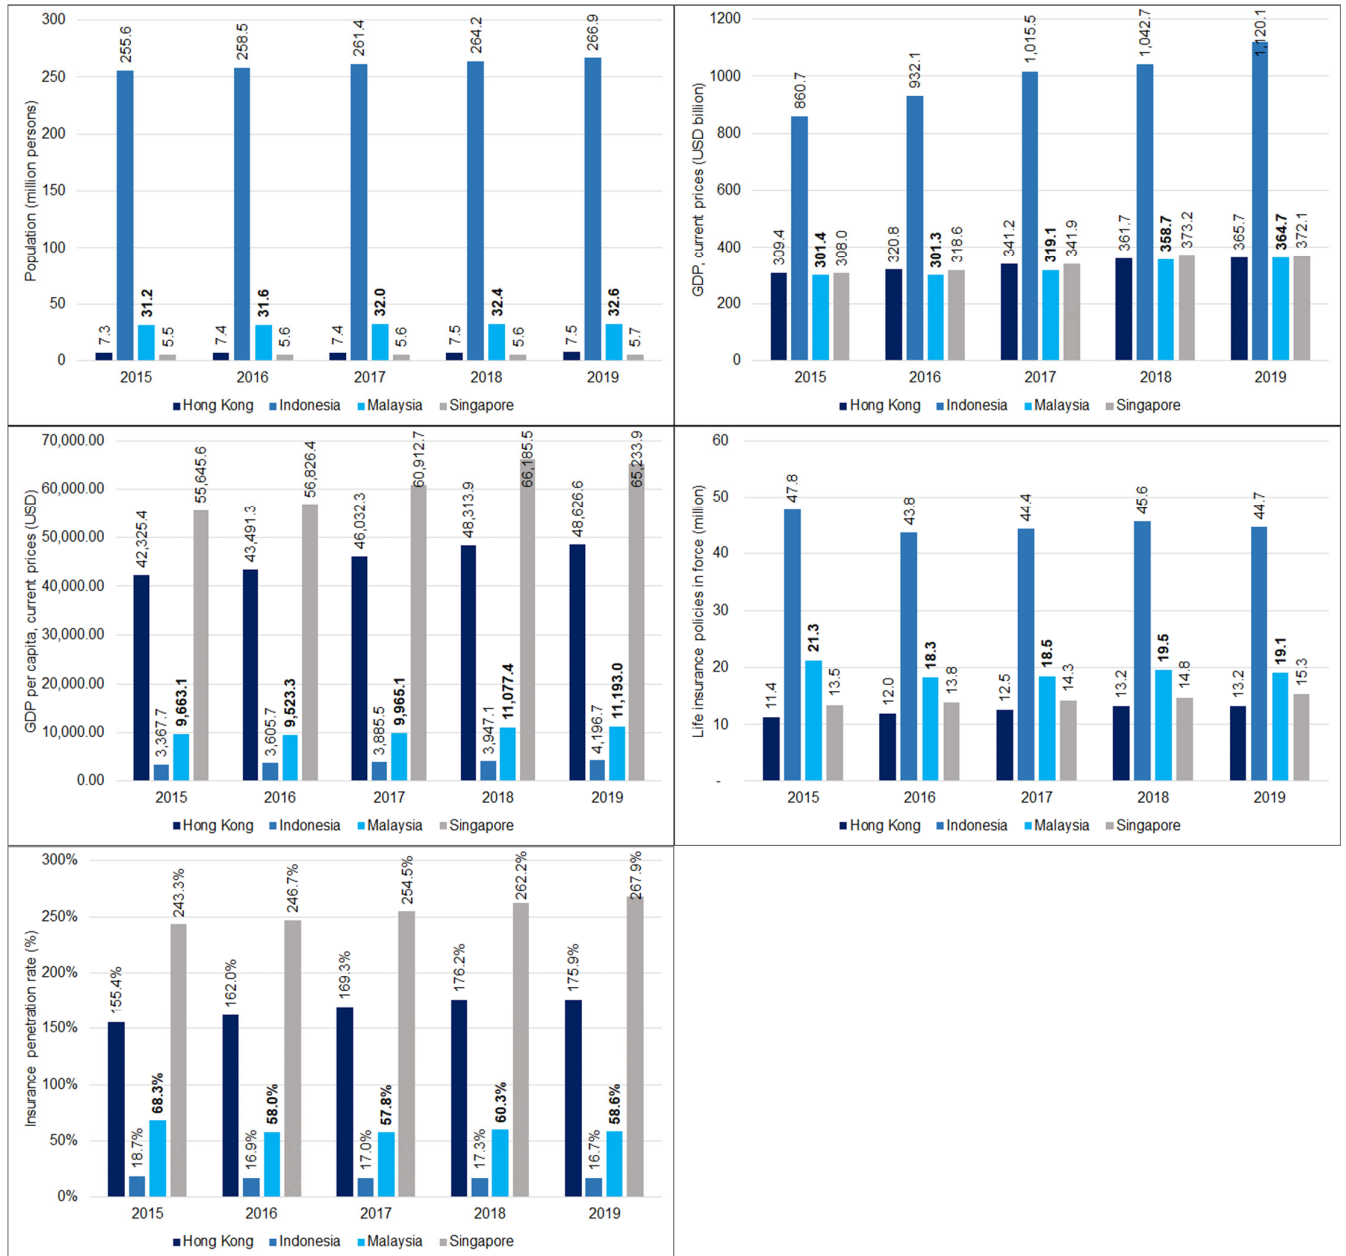 Population (million persons)
300
250
200
150
100
50
0
7.3 255.6 31.2 5.5
7.4 258.5 31.6 5.6
7.4 261.4 32.0 5.6
7.5 264.2 32.4 5.6
7.5 266.9 32.6 5.7
2015 2016 2017 2018 2019
Hong Kong Indonesia Malaysia Singapore
GDP, current prices (USD billion)
1200
1000
800
600
400
200
0
309.4 860.7 301.4 308.0
320.8 932.1 301.3 318.6
341.2 1,015.5 319.1 341.9
361.7 1,042.7 358.7 373.2
365.7 1,120.1 364.7 372.1
2015 2016 2017 2018 2019
Hong Kong Indonesia Malaysia Singapore
GDP per capita, current prices (USD)
70,000.00
60,000.00
50,000.00
40,000.00
30,000.00
20,000.00
10,000.00
0.00
42,325.4 3,367.7 9,663.1 55,645.6
43,491.3 3,605.7 9,523.3 56,826.4
46,032.3 3,885.5 9,965.1 60,912.7
48,313.9 3,947.1 11,077.4 66,185.5
48,626.6 4,196.7 11,193.0 65,233.9
2015 2016 2017 2018 2019
Hong Kong Indonesia Malaysia Singapore
Life insurance policies in force (million)
60
50
40
30
20
10
-
11.4 47.8 21.3 13.5
12.0 43.8 18.3 13.8
12.5 44.4 18.5 14.3
13.2 45.6 19.5 14.8
13.2 44.7 19.1 15.3
2015 2016 2017 2018 2019
Hong Kong Indonesia Malaysia Singapore
Insurance penetration rate (%)
300%
250%
200%
150%
100%
50%
0%
155.4% 18.7% 68.3% 243.3%
162.0% 16.9% 58.0% 246.7%
169.3% 17.0% 57.8% 254.5%
176.2% 17.3% 60.3% 262.2%
175.9% 16.7% 58.6% 267.9%
2015 2016 2017 2018 2019
Hong Kong Indonesia Malaysia Singapore